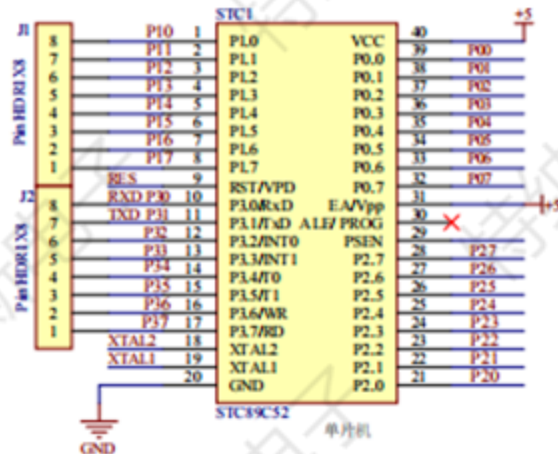 STC1
+5
J1
PinHDR1X8
8 P10 1 P1.0 VCC 40
7 P11 2 P1.1 P0.0 39 P00
6 P12 3 P1.2 P0.1 38 P01
5 P13 4 P1.3 P0.2 37 P02
4 P14 5 P1.4 P0.3 36 P03
3 P15 6 P1.5 P0.4 35 P04
2 P16 7 P1.6 P0.5 34 P05
1 P17 8 P1.7 P0.6 33 P06
RES 9 RST/VPD P0.7 32 P07
J2
PinHDR1X8
8 RXD P30 10 P3.0/RxD EA/Vpp 31 +5
7 TXD P31 11 P3.1/TxD ALE/PROG 30
6 P32 12 P3.2/INT0 PSEN 29
5 P33 13 P3.3/INT1 P2.7 28 P27
4 P34 14 P3.4/T0 P2.6 27 P26
3 P35 15 P3.5/T1 P2.5 26 P25
2 P36 16 P3.6/WR P2.4 25 P24
1 P37 17 P3.7/RD P2.3 24 P23
XTAL2 18 XTAL2 P2.2 23 P22
XTAL1 19 XTAL1 P2.1 22 P21
20 GND P2.0 21 P20
STC89C52
单片机
GND